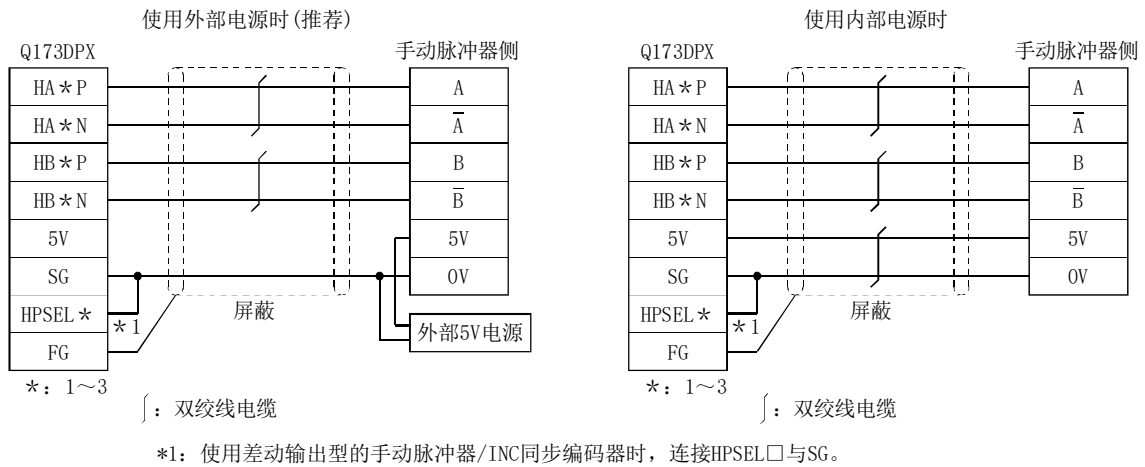 使用外部电源时(推荐)
Q173DPX
手动脉冲器侧
HA＊P
A
HA＊N
A̅
HB＊P
B
HB＊N
B̅
5V
5V
SG
0V
HPSEL＊
＊1
屏蔽
外部5V电源
FG
＊：1～3
∫：双绞线电缆
使用内部电源时
Q173DPX
手动脉冲器侧
HA＊P
A
HA＊N
A̅
HB＊P
B
HB＊N
B̅
5V
5V
SG
0V
HPSEL＊
＊1
屏蔽
FG
＊：1～3
∫：双绞线电缆
*1：使用差动输出型的手动脉冲器/INC同步编码器时，连接HPSEL□与SG。